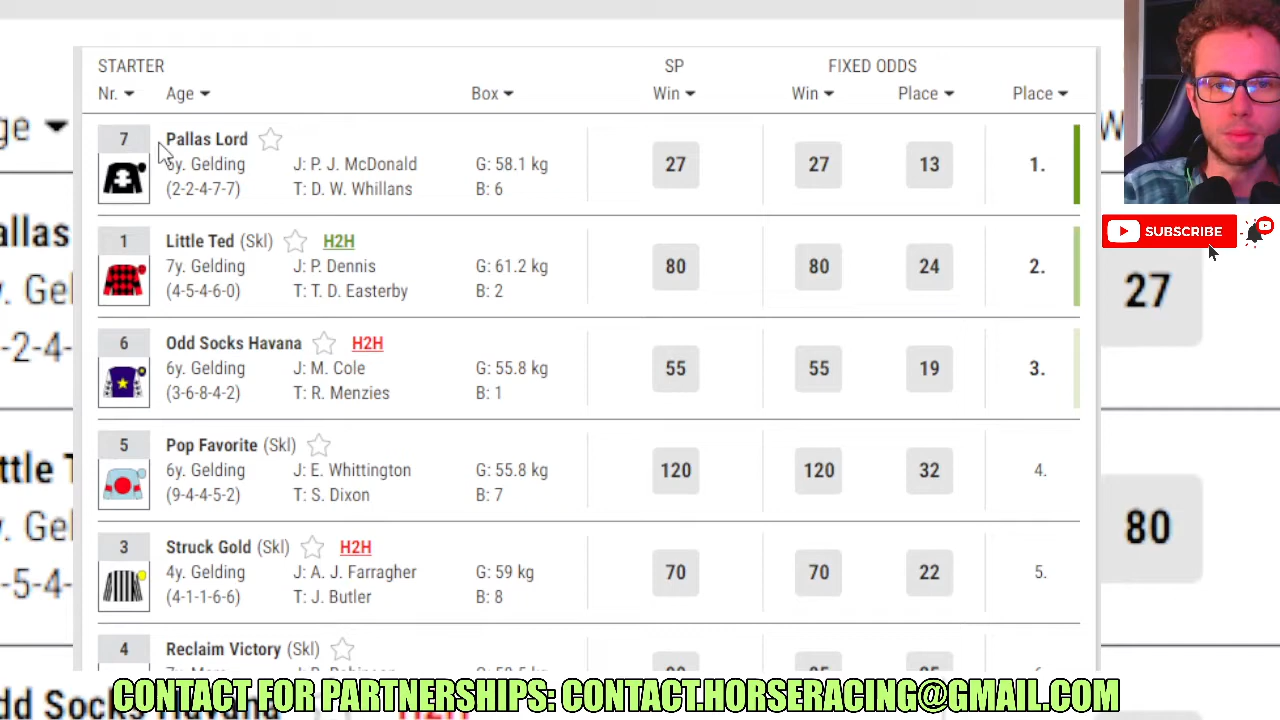 STARTER SP FIXED ODDS
Nr. Age Box Win Win Place Place
7 Pallas Lord
6y. Gelding J: P. J. McDonald G: 58.1 kg 27 27 13 1.
(2-2-4-7-7) T: D. W. Whillans B: 6
1 Little Ted (Skl) H2H
7y. Gelding J: P. Dennis G: 61.2 kg 80 80 24 2.
(4-5-4-6-0) T: T. D. Easterby B: 2
6 Odd Socks Havana H2H
6y. Gelding J: M. Cole G: 55.8 kg 55 55 19 3.
(3-6-8-4-2) T: R. Menzies B: 1
5 Pop Favorite (Skl)
6y. Gelding J: E. Whittington G: 55.8 kg 120 120 32 4.
(9-4-4-5-2) T: S. Dixon B: 7
3 Struck Gold (Skl) H2H
4y. Gelding J: A. J. Farragher G: 59 kg 70 70 22 5.
(4-1-1-6-6) T: J. Butler B: 8
4 Reclaim Victory (Skl)
SUBSCRIBE
27
80
CONTACT FOR PARTNERSHIPS: CONTACT.HORSERACING@GMAIL.COM